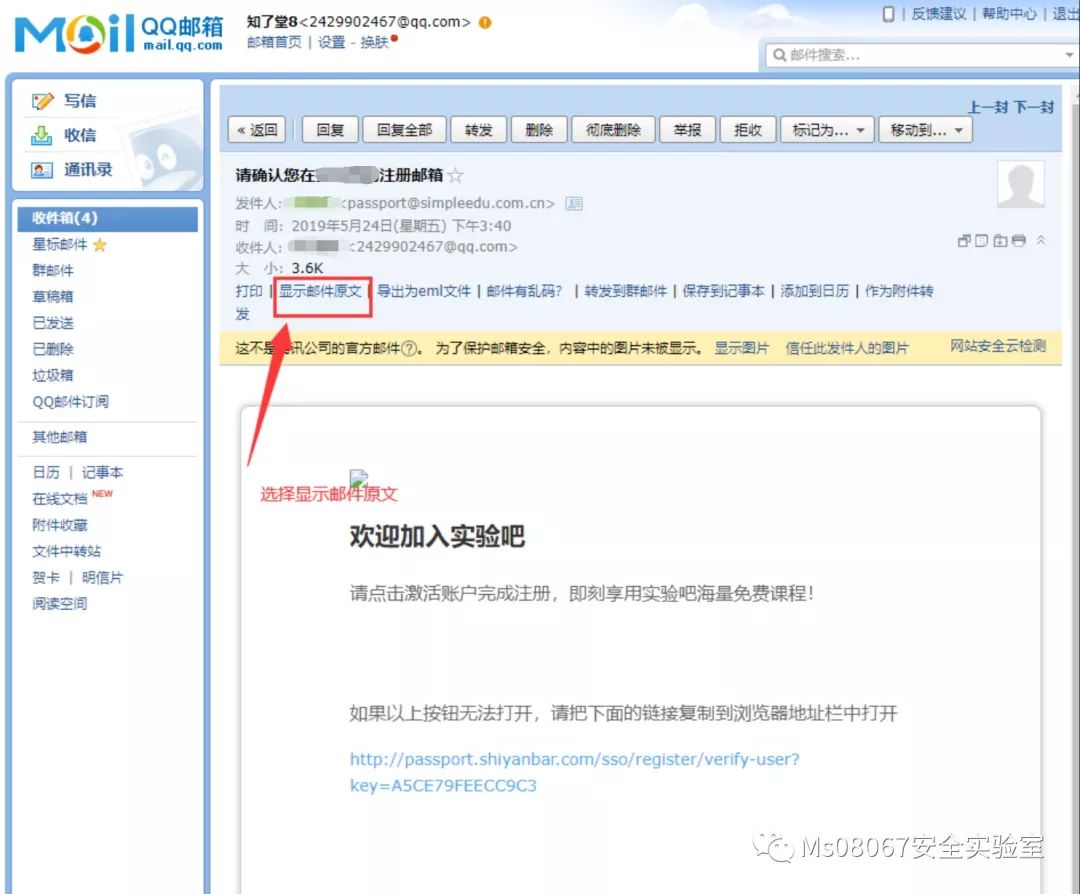 Mail QQ邮箱
mail.qq.com
知了堂8<2429902467@qq.com>
邮箱首页 | 设置 - 换肤
| 反馈建议 | 帮助中心 | 退出
邮件搜索...
写信
收信
通讯录
收件箱(4)
星标邮件
群邮件
草稿箱
已发送
已删除
垃圾箱
QQ邮件订阅
其他邮箱
日历 | 记事本
在线文档 NEW
附件收藏
文件中转站
贺卡 | 明信片
阅读空间
上一封 下一封
« 返回 回复 回复全部 转发 删除 彻底删除 举报 拒收 标记为... 移动到...
请确认您在 注册邮箱
发件人: <passport@simpleedu.com.cn>
时 间: 2019年5月24日(星期五) 下午3:40
收件人: <2429902467@qq.com>
大 小: 3.6K
打印 | 显示邮件原文 | 导出为eml文件 | 邮件有乱码? | 转发到群邮件 | 保存到记事本 | 添加到日历 | 作为附件转
发
这不是 讯公司的官方邮件?。 为了保护邮箱安全，内容中的图片未被显示。 显示图片 信任此发件人的图片 网站安全云检测
选择显示邮件原文
欢迎加入实验吧
请点击激活账户完成注册，即刻享用实验吧海量免费课程！
如果以上按钮无法打开，请把下面的链接复制到浏览器地址栏中打开
http://passport.shiyanbar.com/sso/register/verify-user?
key=A5CE79FEECC9C3
Ms08067安全实验室